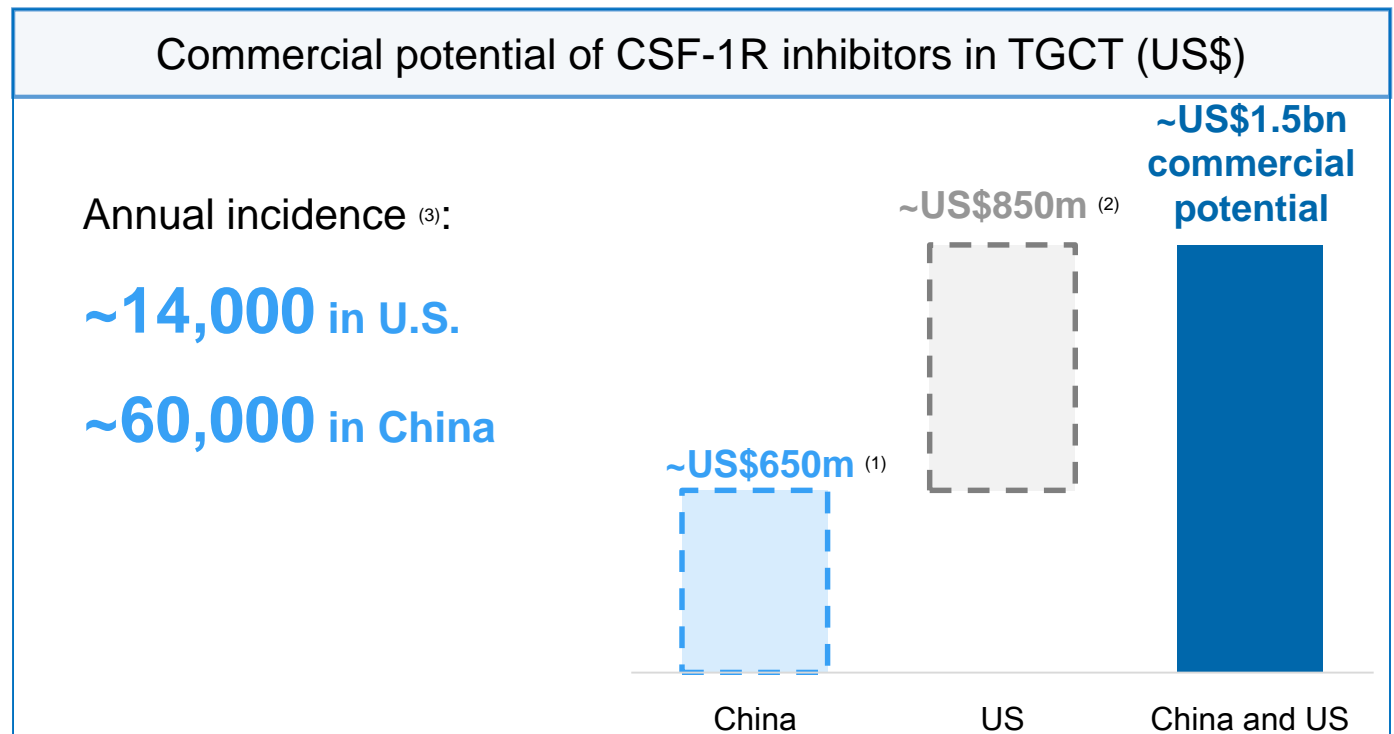 Commercial potential of CSF-1R inhibitors in TGCT (US$)
Annual incidence (3):
~14,000 in U.S.
~60,000 in China
~US$650m (1)
~US$850m (2)
~US$1.5bn
commercial
potential
China
US
China and US